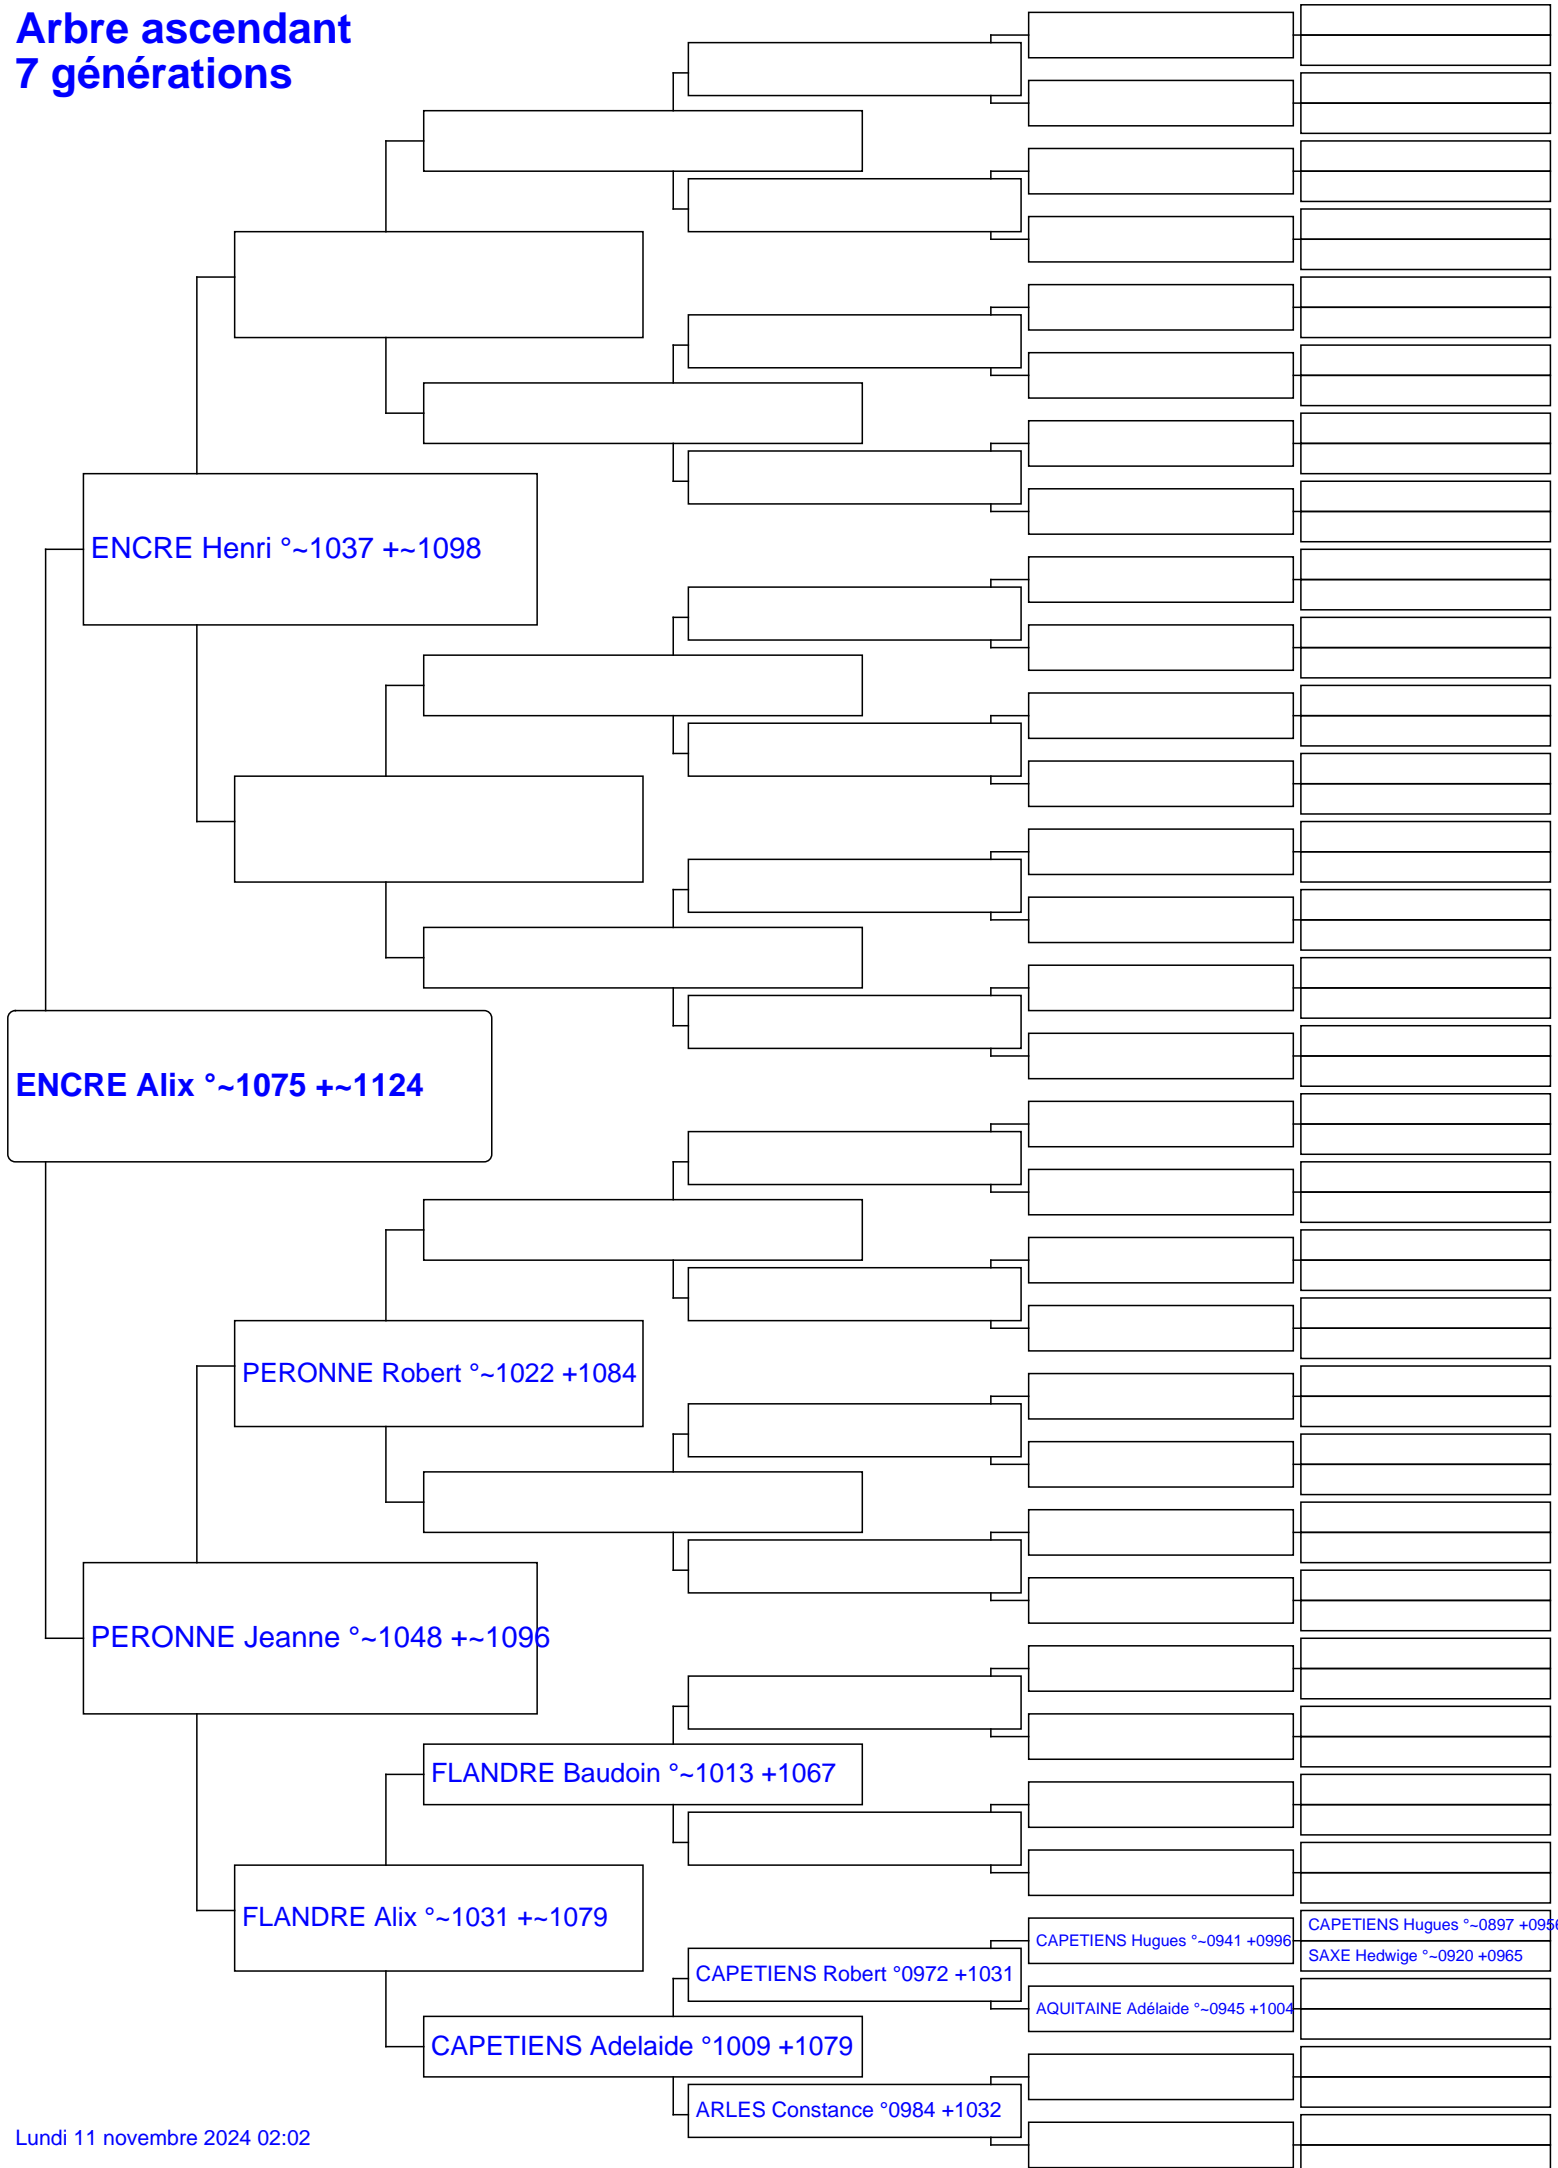 Arbre ascendant
7 générations
ENCRE Henri °~1037 +~1098
ENCRE Alix °~1075 +~1124
PERONNE Robert °~1022 +1084
PERONNE Jeanne °~1048 +~1096
FLANDRE Baudoin °~1013 +1067
FLANDRE Alix °~1031 +~1079
CAPETIENS Hugues °~0897 +0956
CAPETIENS Hugues °~0941 +0996
SAXE Hedwige °~0920 +0965
CAPETIENS Robert °0972 +1031
AQUITAINE Adélaide °~0945 +1004
CAPETIENS Adelaide °1009 +1079
ARLES Constance °0984 +1032
Lundi 11 novembre 2024 02:02